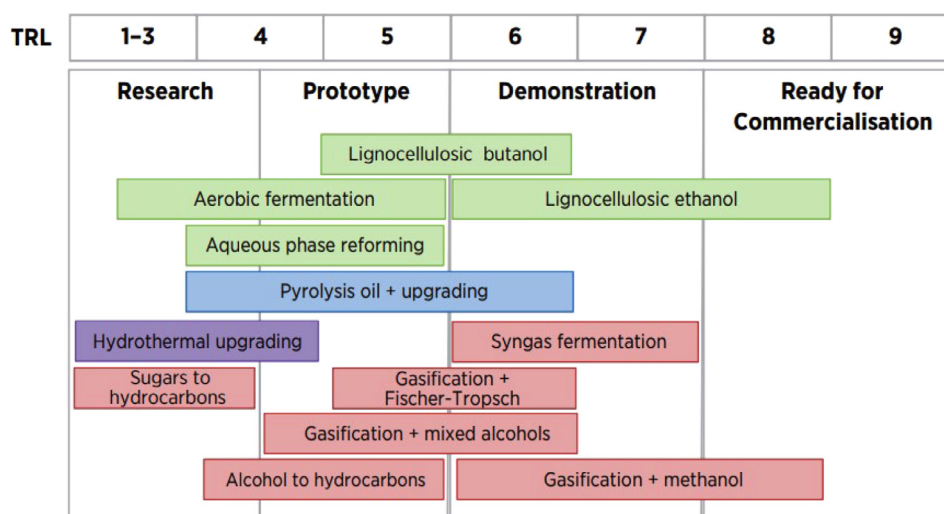 TRL 1–3 4 5 6 7 8 9
Research Prototype Demonstration Ready for
Commercialisation
Lignocellulosic butanol
Aerobic fermentation Lignocellulosic ethanol
Aqueous phase reforming
Pyrolysis oil + upgrading
Hydrothermal upgrading Syngas fermentation
Sugars to
hydrocarbons
Gasification +
Fischer-Tropsch
Gasification + mixed alcohols
Alcohol to hydrocarbons Gasification + methanol